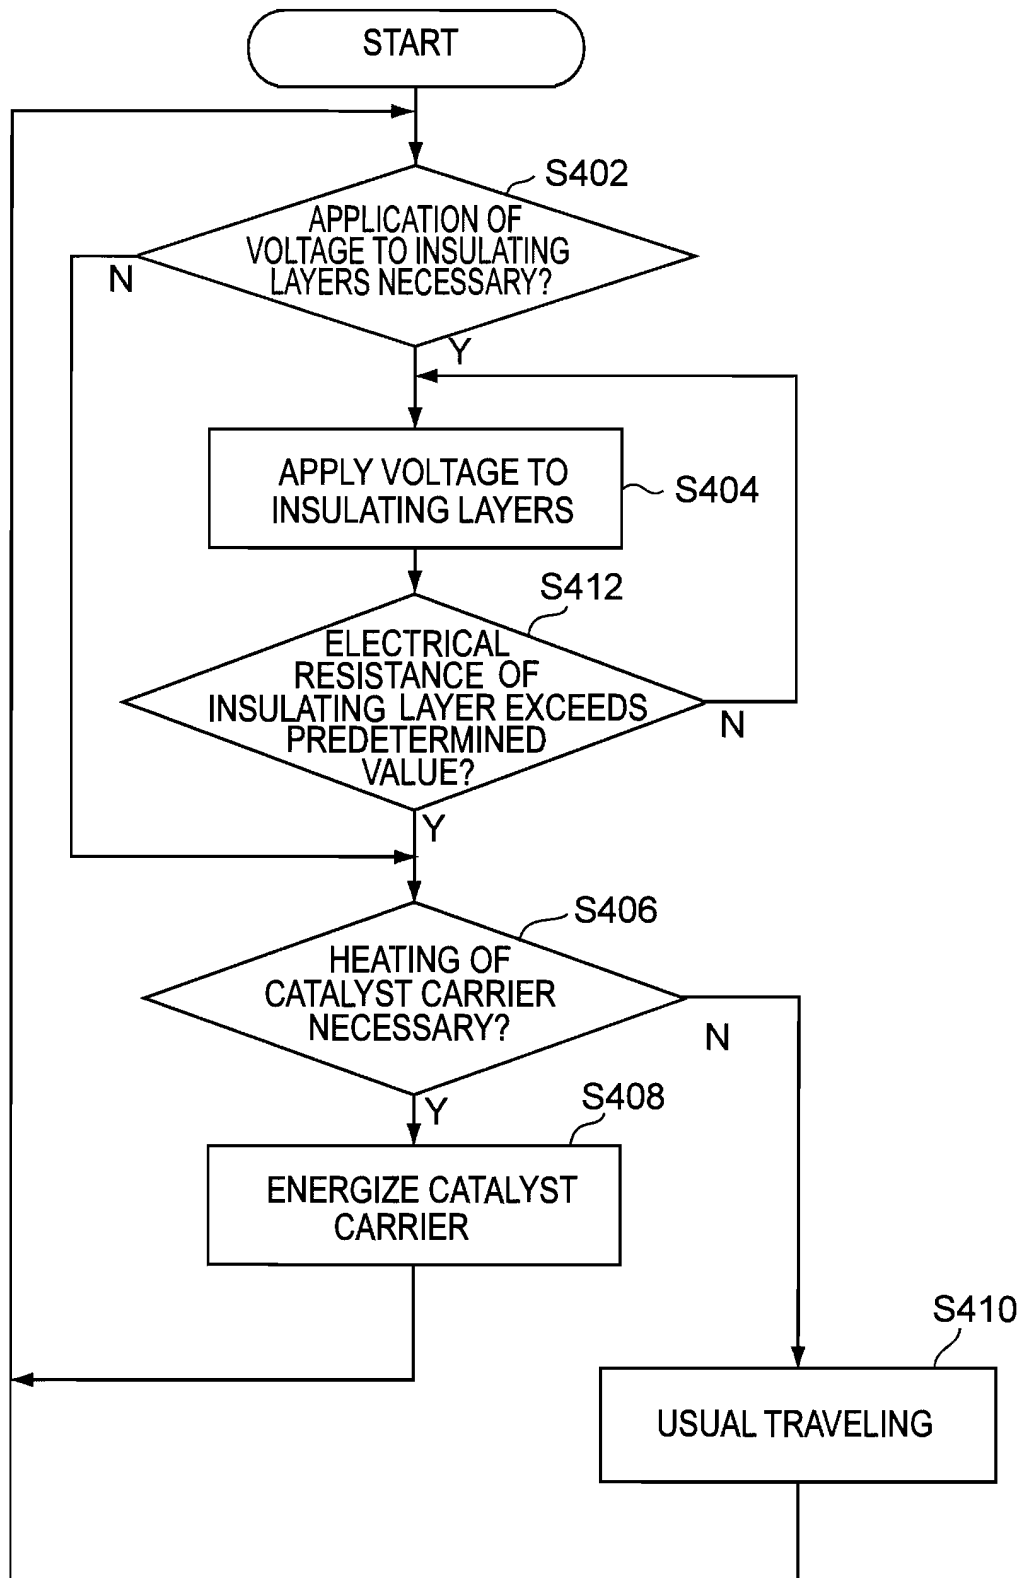 START
S402
APPLICATION OF
VOLTAGE TO INSULATING
LAYERS NECESSARY?
N
Y
APPLY VOLTAGE TO
INSULATING LAYERS
S404
S412
ELECTRICAL
RESISTANCE OF
INSULATING LAYER EXCEEDS
PREDETERMINED
VALUE?
N
Y
S406
HEATING OF
CATALYST CARRIER
NECESSARY?
N
Y
S408
ENERGIZE CATALYST
CARRIER
S410
USUAL TRAVELING